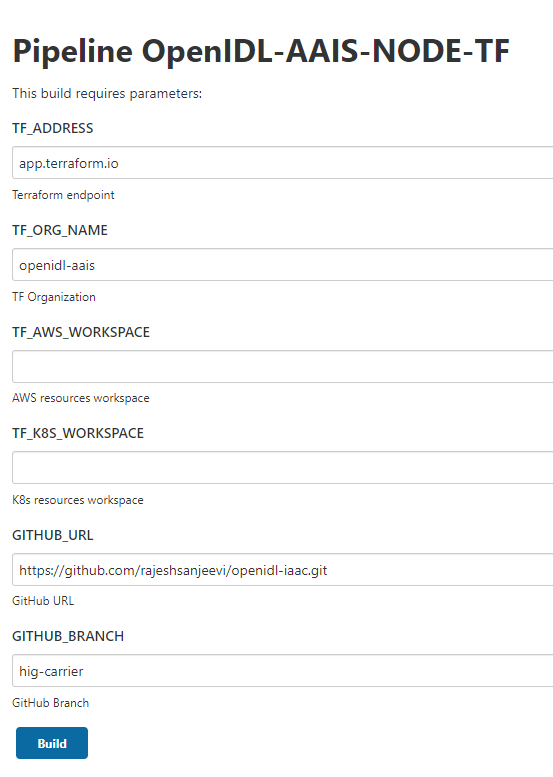 Pipeline OpenIDL-AAIS-NODE-TF
This build requires parameters:
TF_ADDRESS
app.terraform.io
Terraform endpoint
TF_ORG_NAME
openidl-aais
TF Organization
TF_AWS_WORKSPACE
AWS resources workspace
TF_K8S_WORKSPACE
K8s resources workspace
GITHUB_URL
https://github.com/rajeshsanjeevi/openidl-iaac.git
GitHub URL
GITHUB_BRANCH
hig-carrier
GitHub Branch
Build